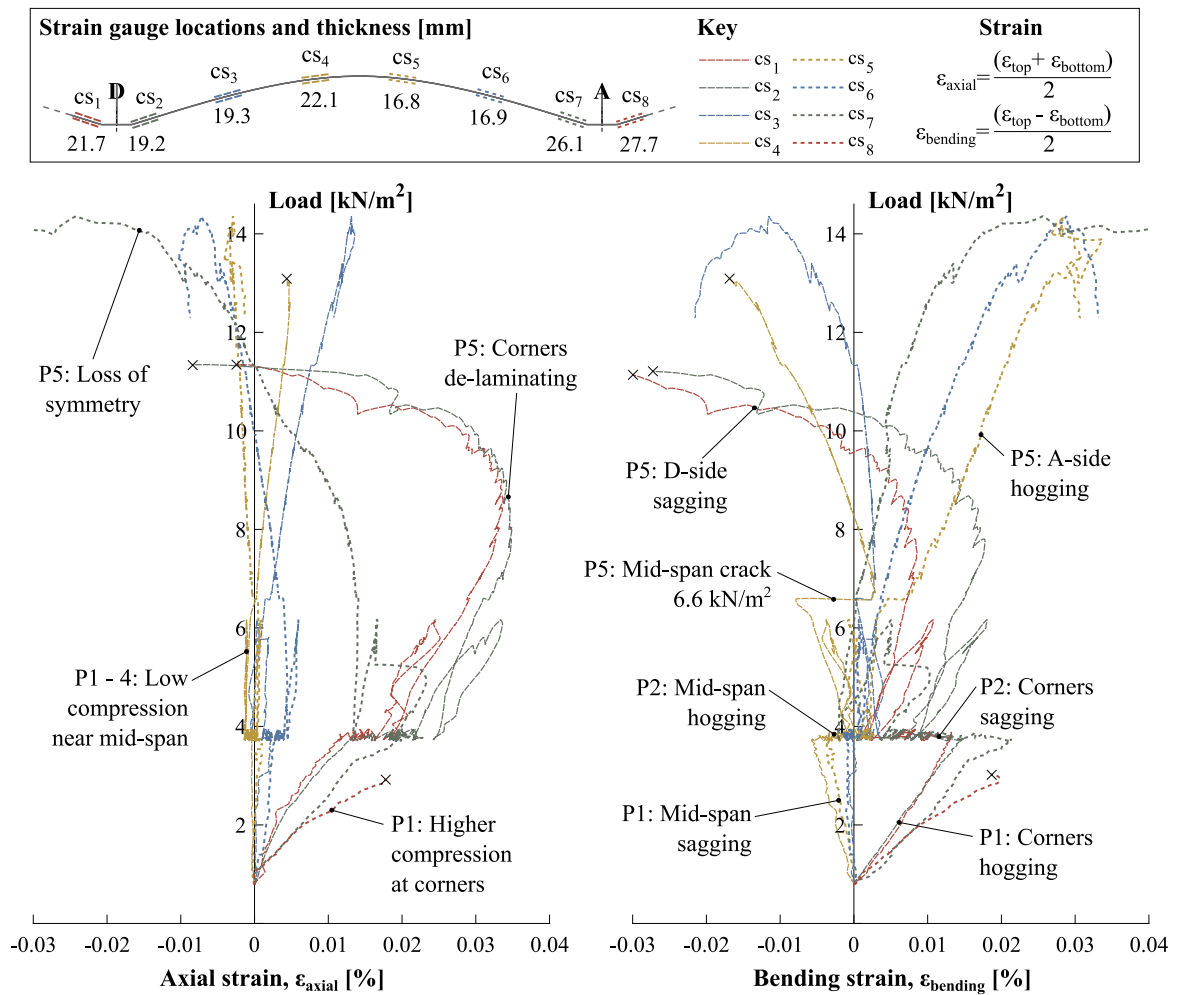 Strain gauge locations and thickness [mm]
Key
Strain
D
A
cs1
cs2
cs3
cs4
cs5
cs6
cs7
cs8
21.7
19.2
19.3
22.1
16.8
16.9
26.1
27.7
cs1
cs2
cs3
cs4
cs5
cs6
cs7
cs8
εaxial=(εtop+ εbottom)/2
εbending=(εtop - εbottom)/2
Load [kN/m2]
14
12
10
8
6
4
2
P5: Loss of
symmetry
P5: Corners
de-laminating
P1 - 4: Low
compression
near mid-span
P1: Higher
compression
at corners
-0.03
-0.02
-0.01
0
0.01
0.02
0.03
0.04
Axial strain, εaxial [%]
Load [kN/m2]
14
12
10
8
6
4
2
P5: D-side
sagging
P5: A-side
hogging
P5: Mid-span crack
6.6 kN/m2
P2: Mid-span
hogging
P2: Corners
sagging
P1: Mid-span
sagging
P1: Corners
hogging
-0.03
-0.02
-0.01
0
0.01
0.02
0.03
0.04
Bending strain, εbending [%]